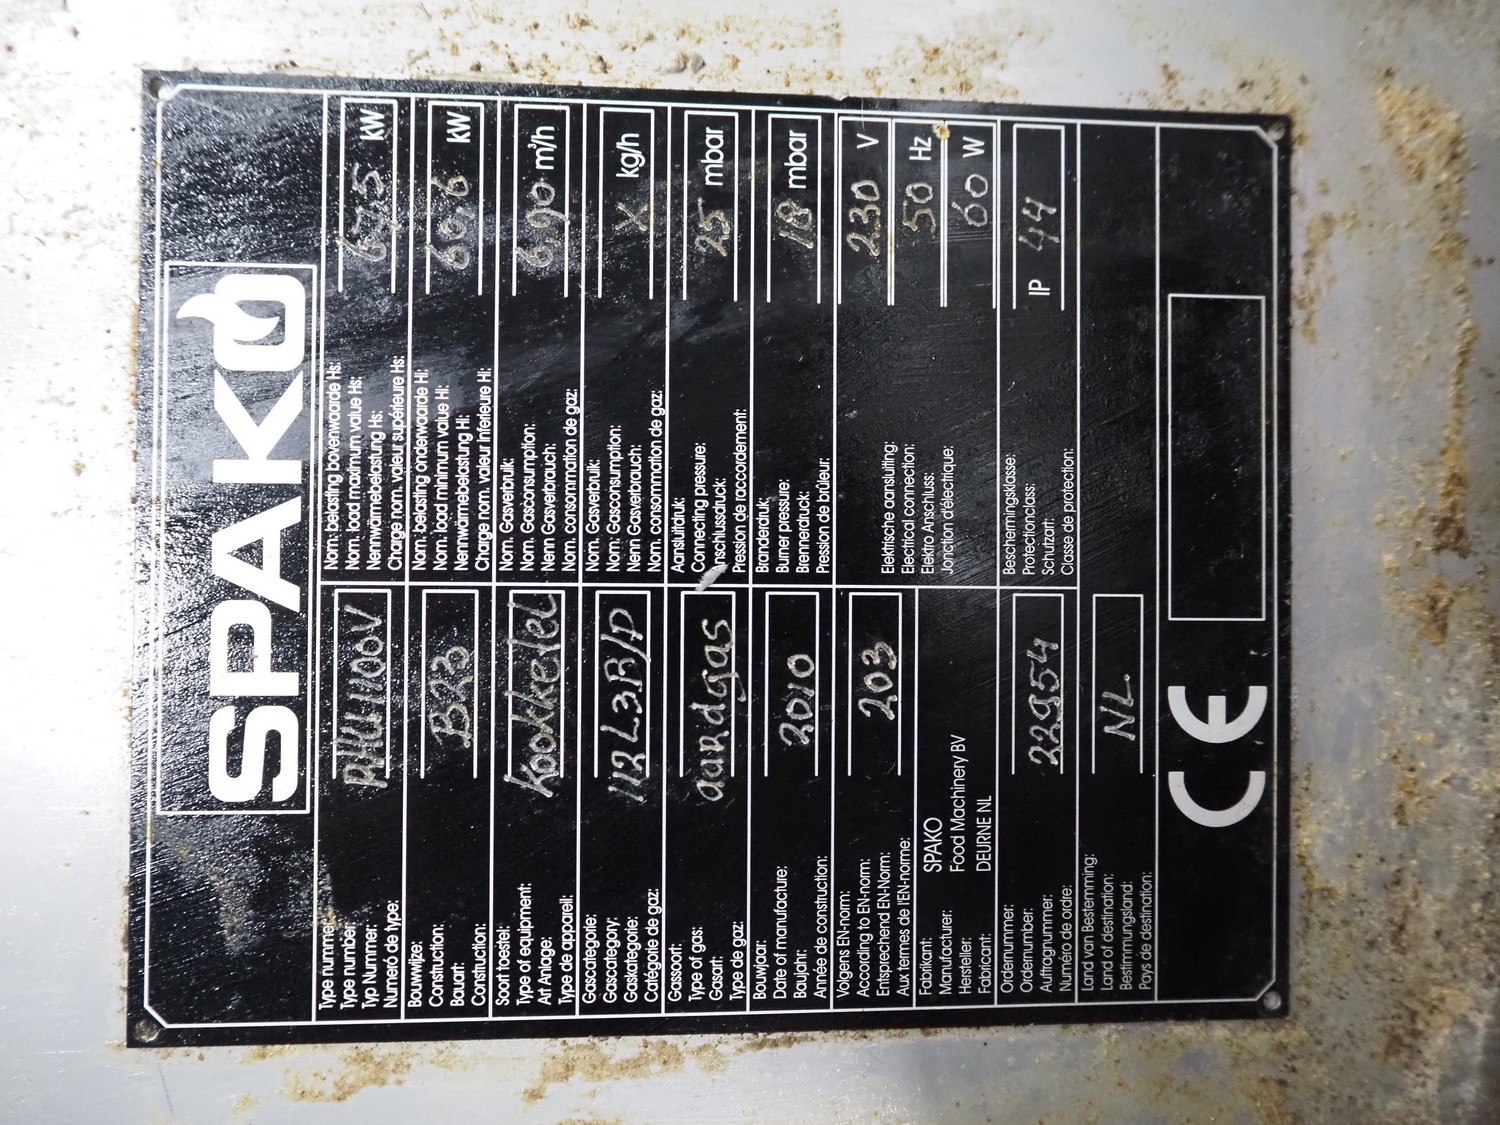 SPAKO
Type nummer:
Type number:
Typ Nummer:
Numeró de type:
Bouwwijze:
Construction:
Bauart:
Construction:
B23
Soort toestel:
Type of equipment:
Art Anlage:
Type de appareil:
Kookketel
Gascategorie:
Gascategory:
Gaskategorie:
Catégorie de gaz:
Gassoort:
Type of gas:
Gasart:
Type de gaz:
aardgas
Bouwjaar:
Date of manufacture:
Baujahr:
Année de construction:
2010
Volgens EN-norm:
According to EN-norm:
Entsprechend EN-Norm:
Aux termes de l'EN-norme:
203
Fabrikant:
Manufacturer:
Hersteller:
Fabricant:
SPAKO
Food Machinery BV
DEURNE NL
Ordernummer:
Ordernumber:
Auftragnummer:
Numéro de ordre:
22954
Land van Bestemming:
Land of destination:
Bestimmungsland:
Pays de destination:
NL.
Nom: belasting bovenwaarde Hs:
Nom. load maximum value Hs:
Nennwärmebelastung Hs:
Charge nom. valeur supérieure Hs:
67,5 kW
Nom: belasting onderwaarde Hi:
Nom. load minimum value Hi:
Nennwärmebelastung Hi:
Charge nom. valeur inferieure Hi:
60,6 kW
Nom. Gasverbruik:
Nom. Gasconsumption:
Nenn Gasverbrauch:
Nom. consommation de gaz:
6,90 m³/h
Nom. Gasverbruik:
Nom: Gasconsumption:
Nenn Gasverbrauch:
Nom. consommation de gaz:
X kg/h
Aansluitdruk:
Connecting pressure:
Anschlussdruck:
Pression de raccordement:
25 mbar
Branderdruk:
Burner pressure:
Brennerdruck:
Pression de brûleur:
18 mbar
Elektrische aansluiting:
Electrical connection:
Elektro Anschluss:
Jonction d'électrique:
230 V
50 Hz
60 W
Beschermingsklasse:
Protectionclass:
Schutzart:
Classe de protection:
IP 44
CE